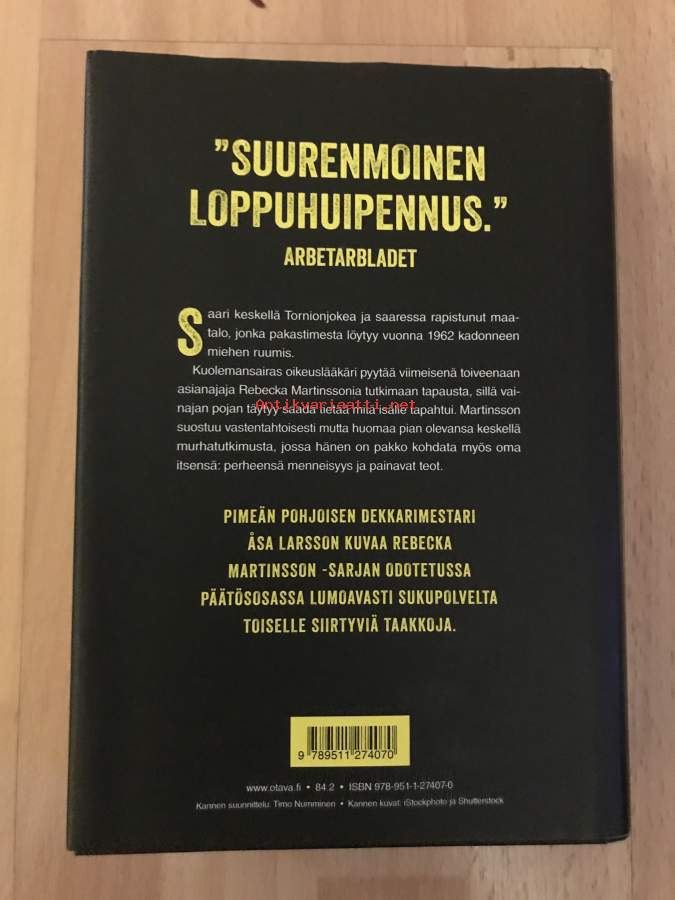 ”SUURENMOINEN
LOPPUHUIPENNUS.”
ARBETARBLADET
Saari keskellä Tornionjokea ja saaressa rapistunut maa-
talo, jonka pakastimesta löytyy vuonna 1962 kadonneen
miehen ruumis.
Kuolemansairas oikeuslääkäri pyytää viimeisenä toiveenaan
asianajaja Rebecka Martinssonia tutkimaan tapausta, sillä vai-
najan pojan täytyy saada tietää mitä isälle tapahtui. Martinsson
Antikvariaatti.net
suostuu vastentahtoisesti mutta huomaa pian olevansa keskellä
murhatutkimusta, jossa hänen on pakko kohdata myös oma
itsensä: perheensä menneisyys ja painavat teot.
PIMEÄN POHJOISEN DEKKARIMESTARI
ÅSA LARSSON KUVAA REBECKA
MARTINSSON -SARJAN ODOTETUSSA
PÄÄTÖSOSASSA LUMOAVASTI SUKUPOLVELTA
TOISELLE SIIRTYVIÄ TAAKKOJA.
9 789511 274070
www.otava.fi • 84.2 • ISBN 978-951-1-27407-0
Kannen suunnittelu: Timo Numminen • Kannen kuvat: iStockphoto ja Shutterstock